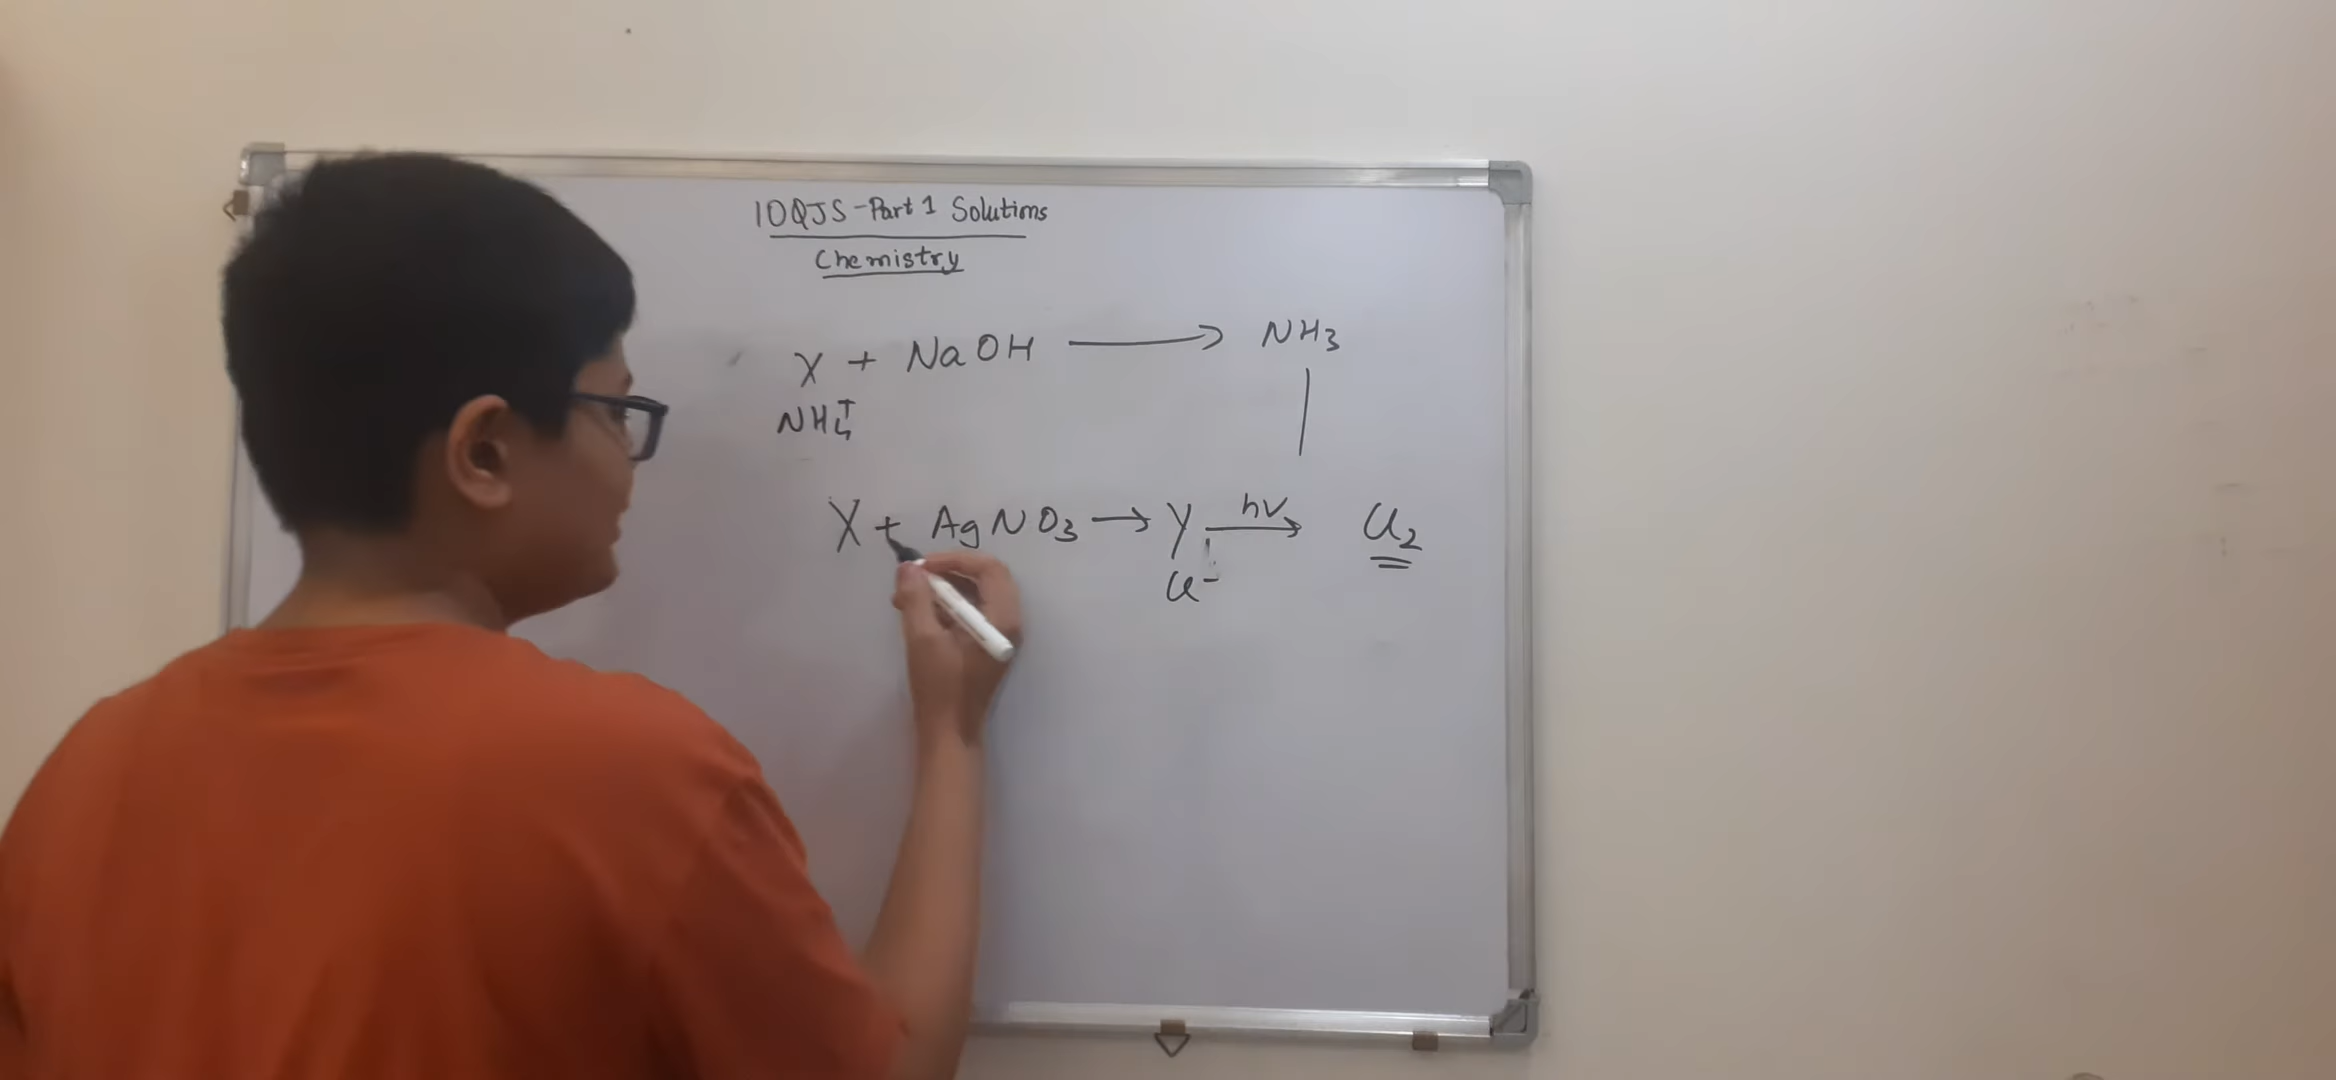 IOQJS - Part 1 Solutions
Chemistry
X + NaOH → NH3
NH4+
X + AgNO3 → Y hν → Cl2
Cl-